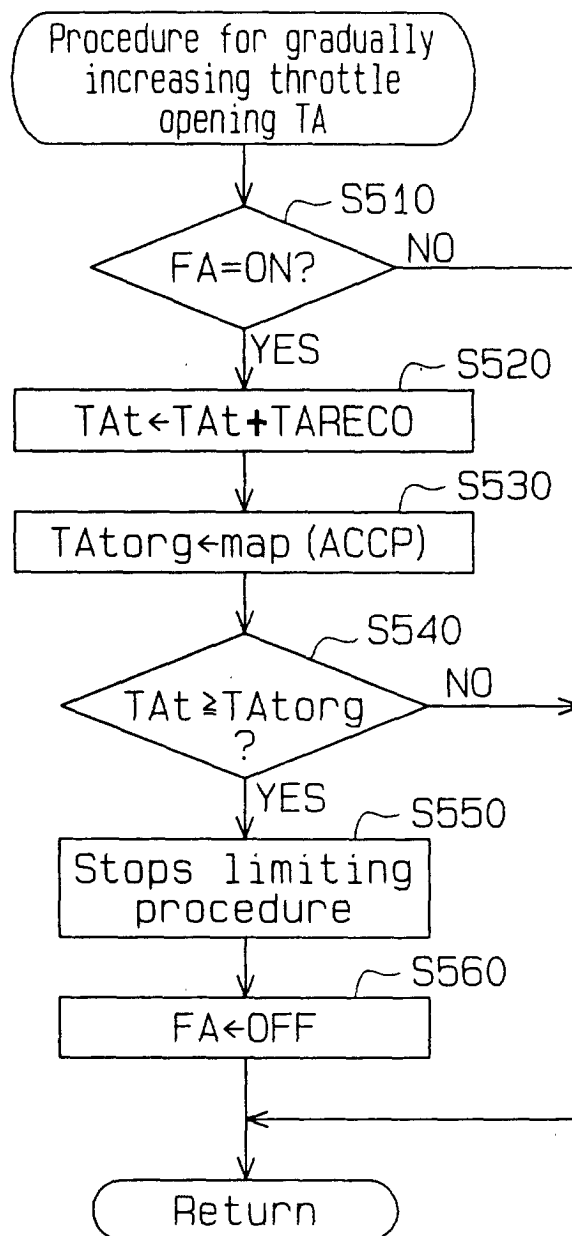 Procedure for gradually
increasing throttle
opening TA
S510
FA=ON?
NO
YES
S520
TAt←TAt+TARECO
S530
TAtorg←map (ACCP)
S540
TAt≧TAtorg
?
NO
YES
S550
Stops limiting
procedure
S560
FA←OFF
Return